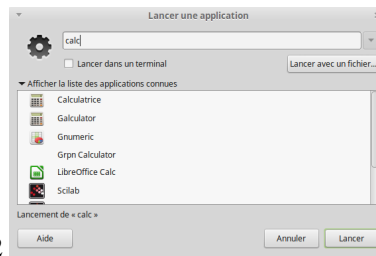 Lancer une application
calc
Lancer dans un terminal
Lancer avec un fichier...
Afficher la liste des applications connues
Calculatrice
Galculator
Gnumeric
Grpn Calculator
LibreOffice Calc
Scilab
Lancement de « calc »
Aide
Annuler
Lancer